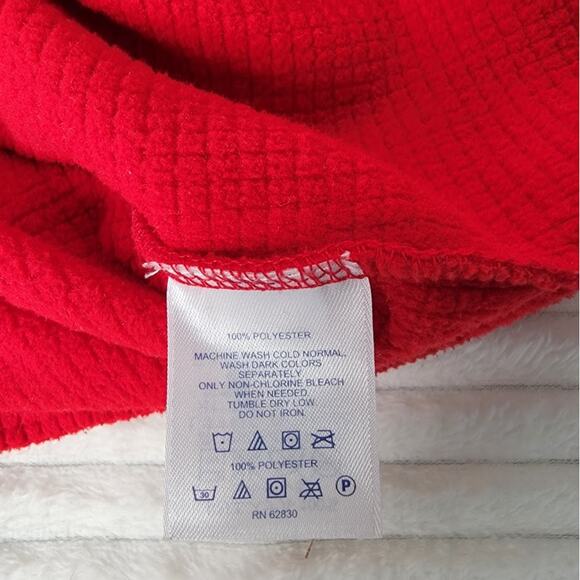 100% POLYESTER
MACHINE WASH COLD NORMAL,
WASH DARK COLORS
SEPARATELY.
ONLY NON-CHLORINE BLEACH
WHEN NEEDED.
TUMBLE DRY LOW.
DO NOT IRON.
100% POLYESTER
30 P
RN 62830